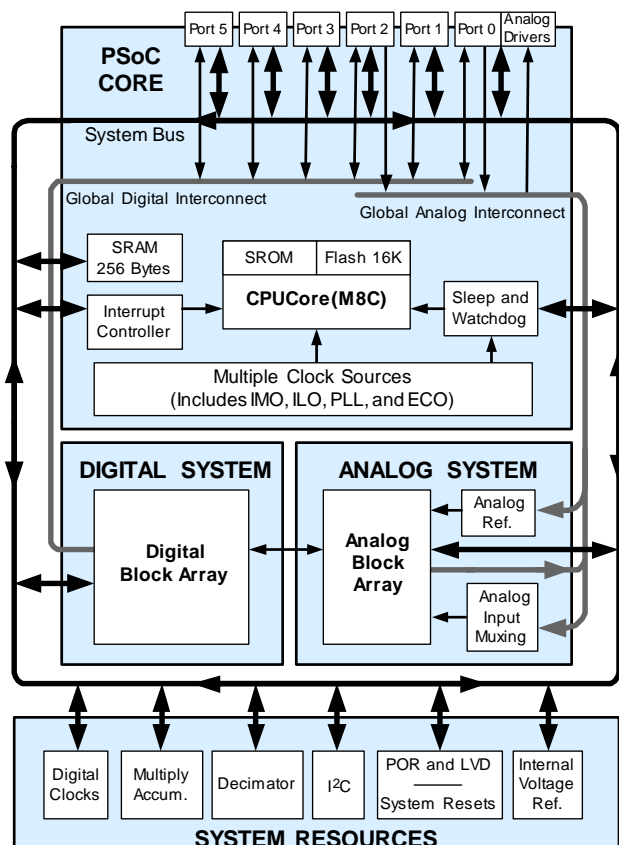 Port 5 Port 4 Port 3 Port 2 Port 1 Port 0 Analog
Drivers
PSoC
CORE
System Bus
Global Digital Interconnect
Global Analog Interconnect
SRAM
256 Bytes
SROM Flash 16K
CPUCore(M8C)
Interrupt
Controller
Sleep and
Watchdog
Multiple Clock Sources
(Includes IMO, ILO, PLL, and ECO)
DIGITAL SYSTEM
ANALOG SYSTEM
Digital
Block Array
Analog
Block
Array
Analog
Ref.
Analog
Input
Muxing
Digital
Clocks
Multiply
Accum.
Decimator
I²C
POR and LVD
System Resets
Internal
Voltage
Ref.
SYSTEM RESOURCES